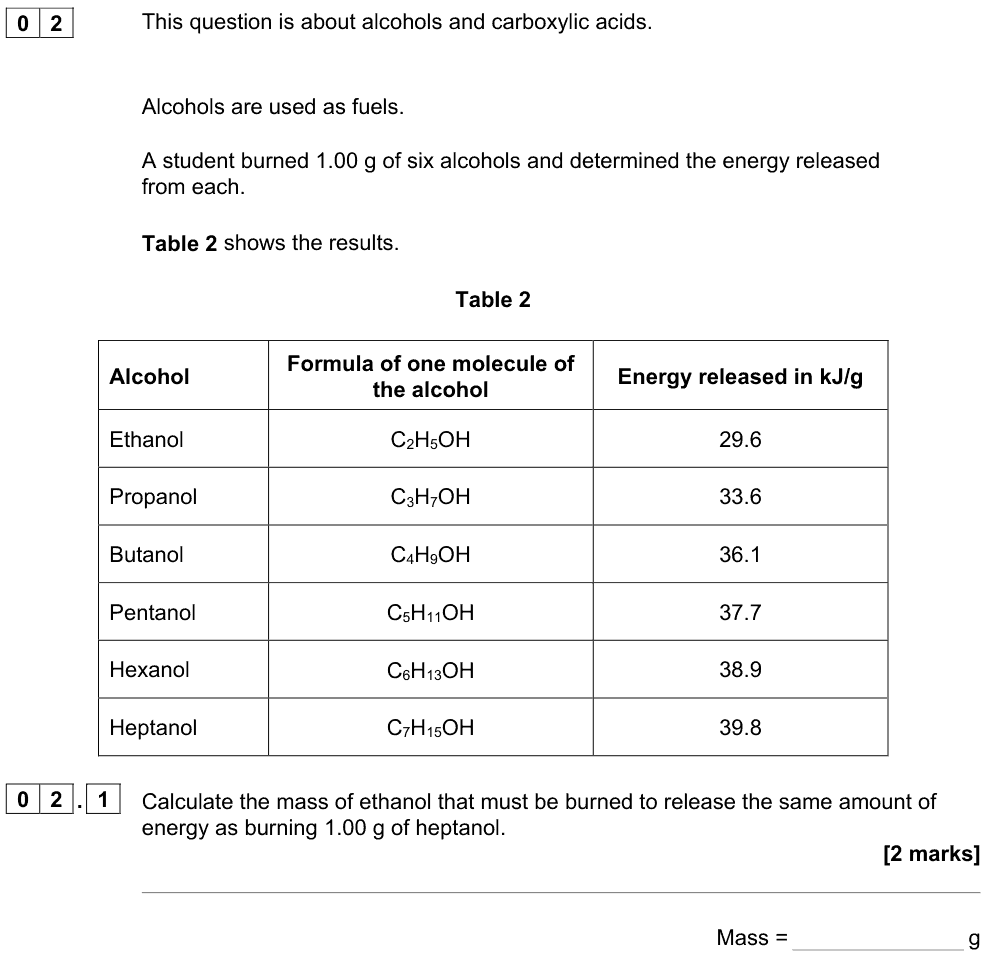 0 2 This question is about alcohols and carboxylic acids.
Alcohols are used as fuels.
A student burned 1.00 g of six alcohols and determined the energy released
from each.
Table 2 shows the results.
Table 2
Alcohol Formula of one molecule of the alcohol Energy released in kJ/g
Ethanol C₂H₅OH 29.6
Propanol C₃H₇OH 33.6
Butanol C₄H₉OH 36.1
Pentanol C₅H₁₁OH 37.7
Hexanol C₆H₁₃OH 38.9
Heptanol C₇H₁₅OH 39.8
0 2 . 1 Calculate the mass of ethanol that must be burned to release the same amount of
energy as burning 1.00 g of heptanol.
[2 marks]
Mass = g